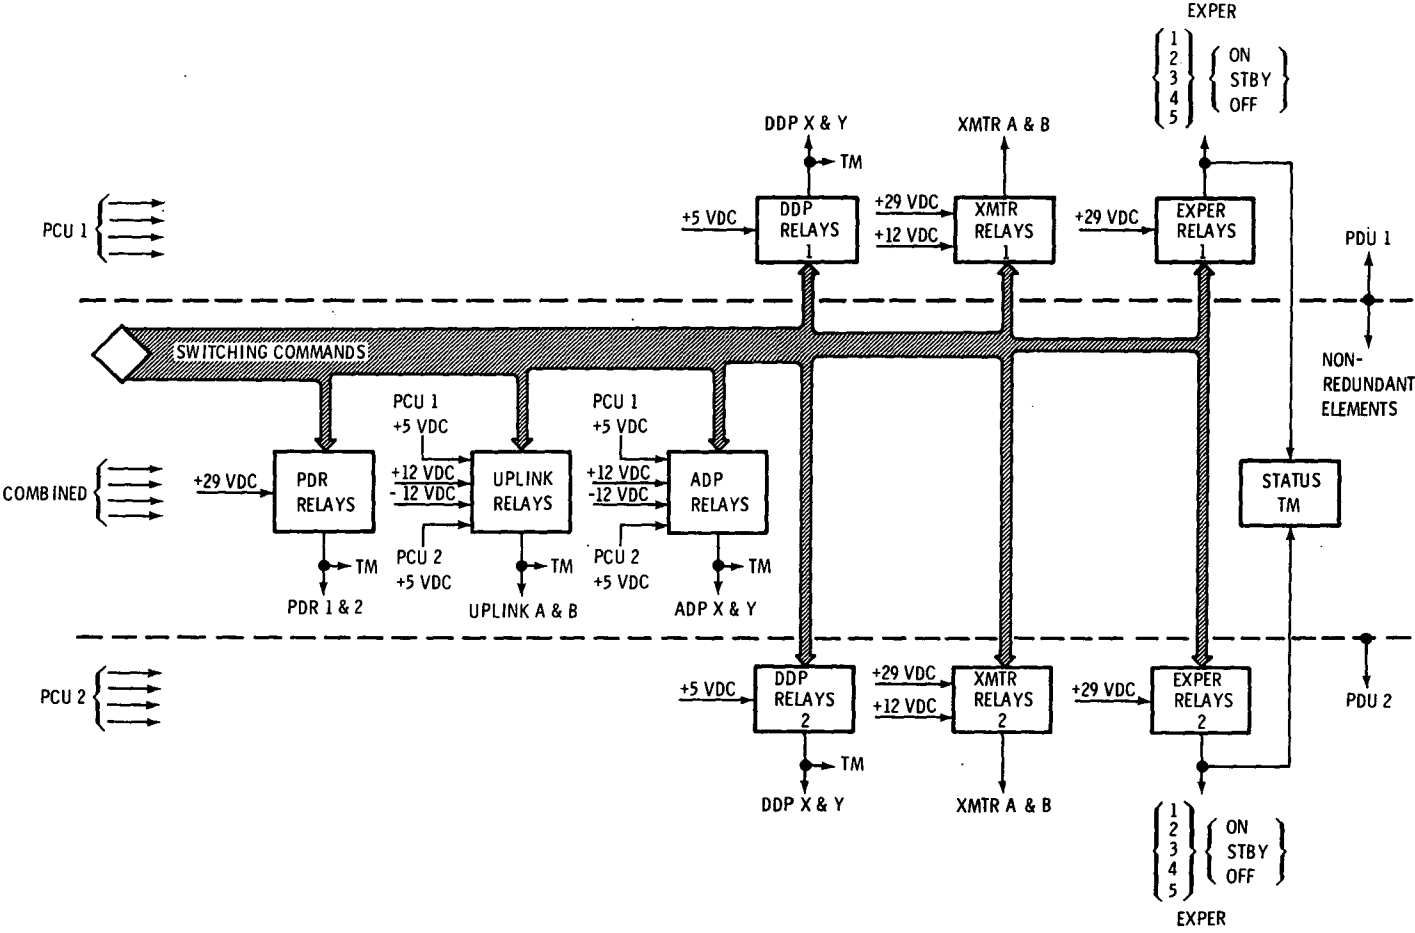 EXPER
1
2
3
4
5
ON
STBY
OFF
DDP X & Y
XMTR A & B
TM
PCU 1
+5 VDC
DDP
RELAYS
1
+29 VDC
+12 VDC
XMTR
RELAYS
1
+29 VDC
EXPER
RELAYS
1
PDU 1
SWITCHING COMMANDS
NON-
REDUNDANT
ELEMENTS
COMBINED
+29 VDC
PDR
RELAYS
TM
PDR 1 & 2
PCU 1
+5 VDC
+12 VDC
- 12 VDC
PCU 2
+5 VDC
UPLINK
RELAYS
TM
UPLINK A & B
PCU 1
+5 VDC
+12 VDC
-12 VDC
PCU 2
+5 VDC
ADP
RELAYS
TM
ADP X & Y
STATUS
TM
PCU 2
+5 VDC
DDP
RELAYS
2
+29 VDC
+12 VDC
XMTR
RELAYS
2
+29 VDC
EXPER
RELAYS
2
PDU 2
TM
DDP X & Y
XMTR A & B
1
2
3
4
5
ON
STBY
OFF
EXPER